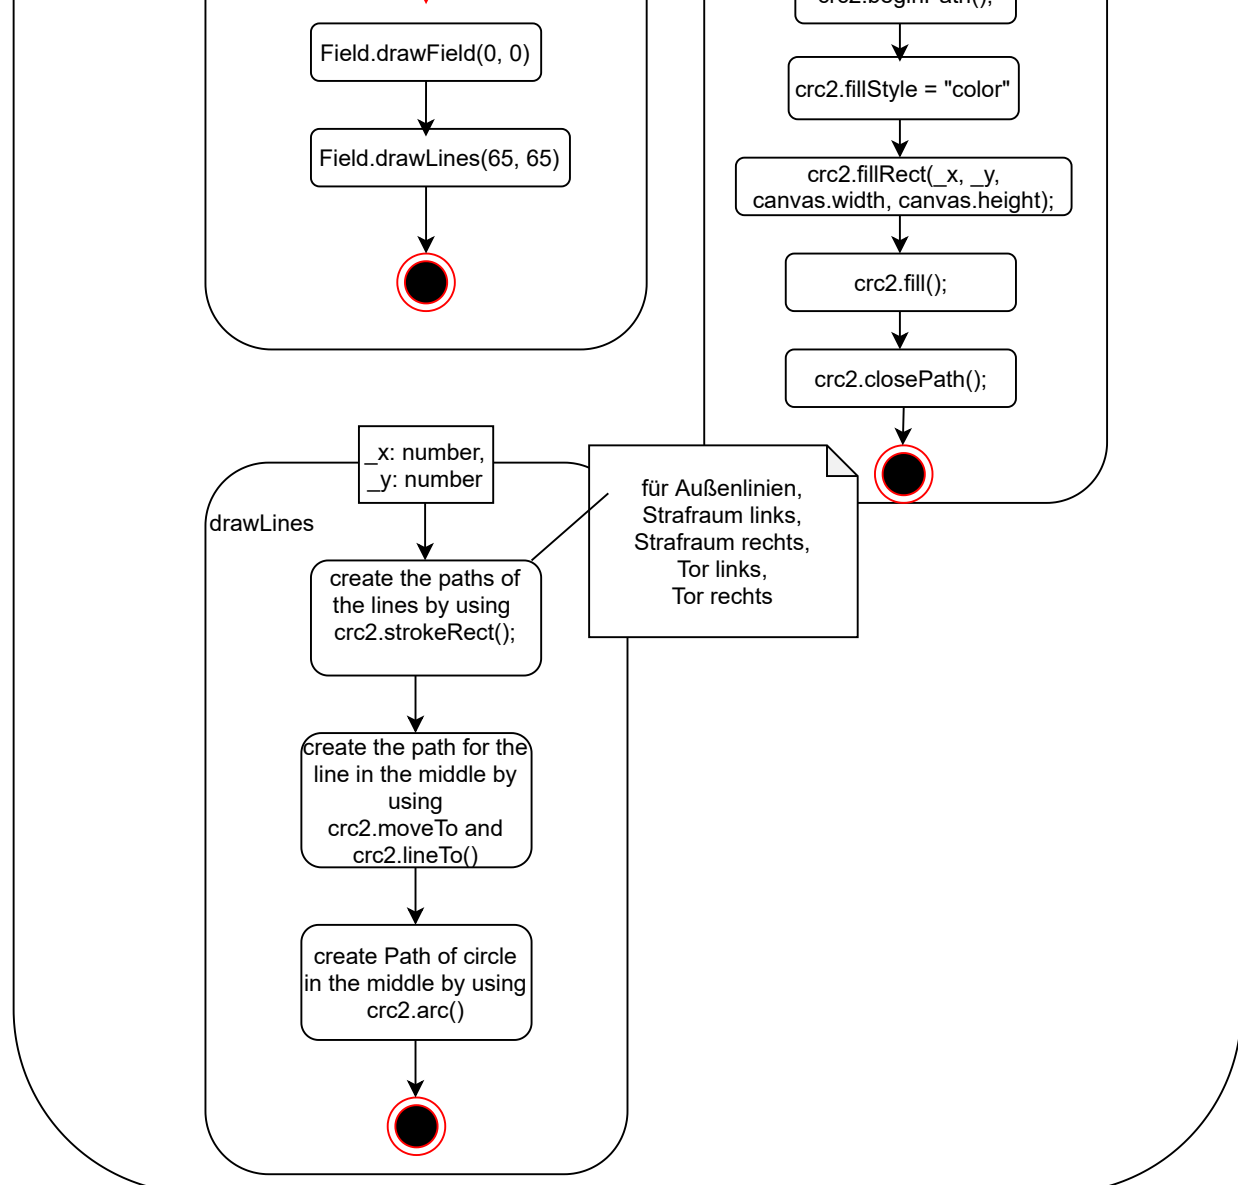 Field.drawField(0, 0)
Field.drawLines(65, 65)
crc2.beginPath();
crc2.fillStyle = "color"
crc2.fillRect(_x, _y,
canvas.width, canvas.height);
crc2.fill();
crc2.closePath();
_x: number,
_y: number
drawLines
create the paths of
the lines by using
crc2.strokeRect();
für Außenlinien,
Strafraum links,
Strafraum rechts,
Tor links,
Tor rechts
create the path for the
line in the middle by
using
crc2.moveTo and
crc2.lineTo()
create Path of circle
in the middle by using
crc2.arc()